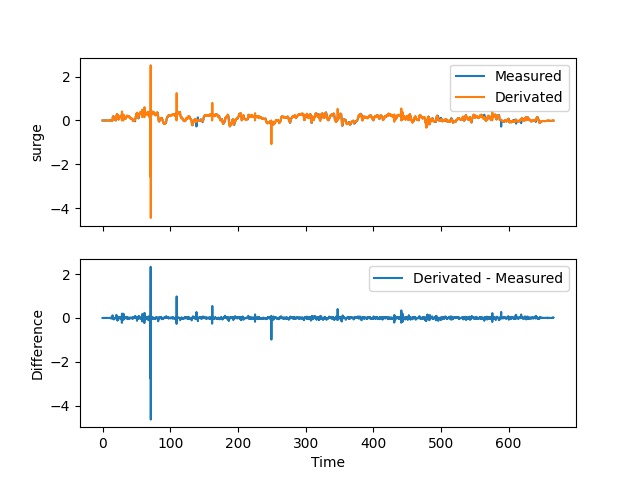 2
0
−2
−4
surge
Measured
Derivated
2
0
−2
−4
Difference
Derivated - Measured
0 100 200 300 400 500 600
Time